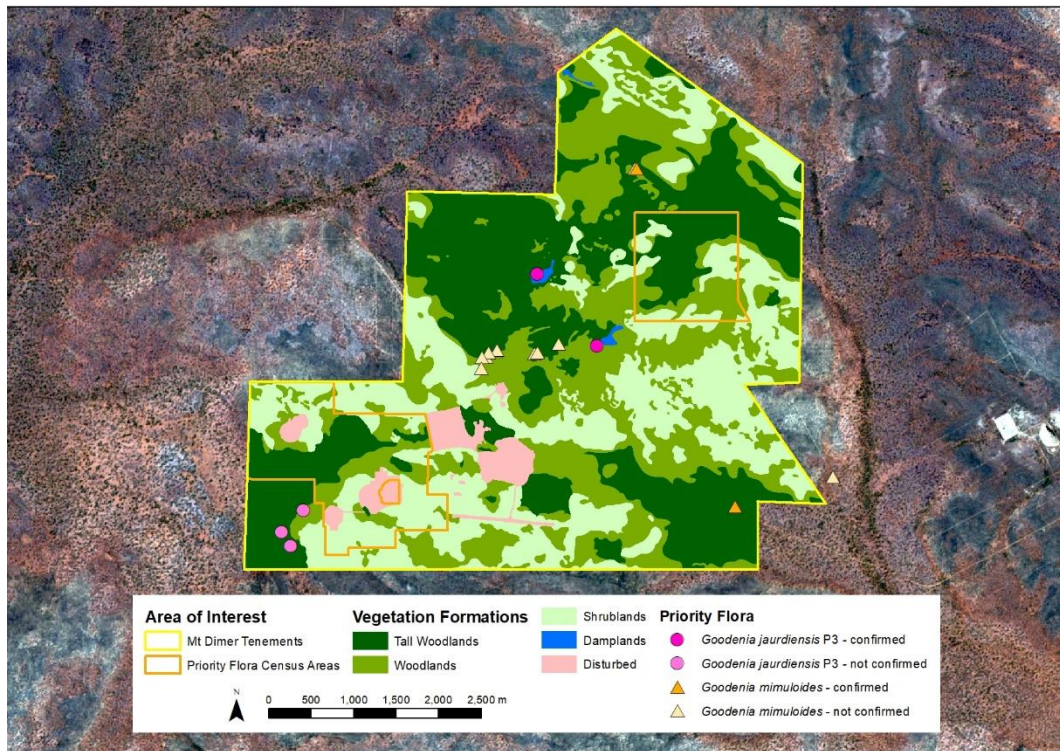 Area of Interest
Mt Dimer Tenements
Priority Flora Census Areas
Vegetation Formations
Tall Woodlands
Woodlands
Shrublands
Damplands
Disturbed
Priority Flora
Goodenia jaurdiensis P3 - confirmed
Goodenia jaurdiensis P3 - not confirmed
Goodenia mimuloides - confirmed
Goodenia mimuloides - not confirmed
N
0 500 1,000 1,500 2,000 2,500 m